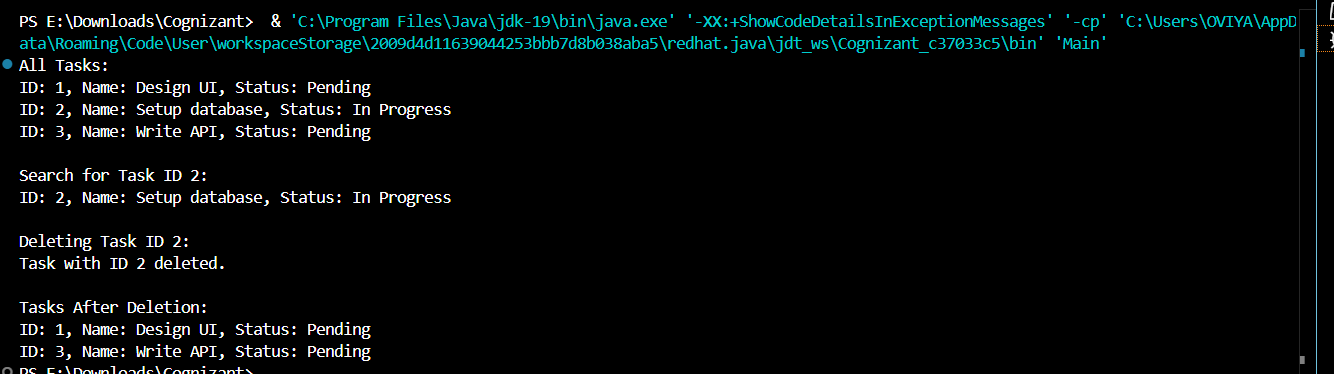 PS E:\Downloads\Cognizant>  & 'C:\Program Files\Java\jdk-19\bin\java.exe' '-XX:+ShowCodeDetailsInExceptionMessages' '-cp' 'C:\Users\OVIYA\AppD
ata\Roaming\Code\User\workspaceStorage\2009d4d11639044253bbb7d8b038aba5\redhat.java\jdt_ws\Cognizant_c37033c5\bin' 'Main'
All Tasks:
ID: 1, Name: Design UI, Status: Pending
ID: 2, Name: Setup database, Status: In Progress
ID: 3, Name: Write API, Status: Pending
Search for Task ID 2:
ID: 2, Name: Setup database, Status: In Progress
Deleting Task ID 2:
Task with ID 2 deleted.
Tasks After Deletion:
ID: 1, Name: Design UI, Status: Pending
ID: 3, Name: Write API, Status: Pending
PS E:\Downloads\Cognizant>